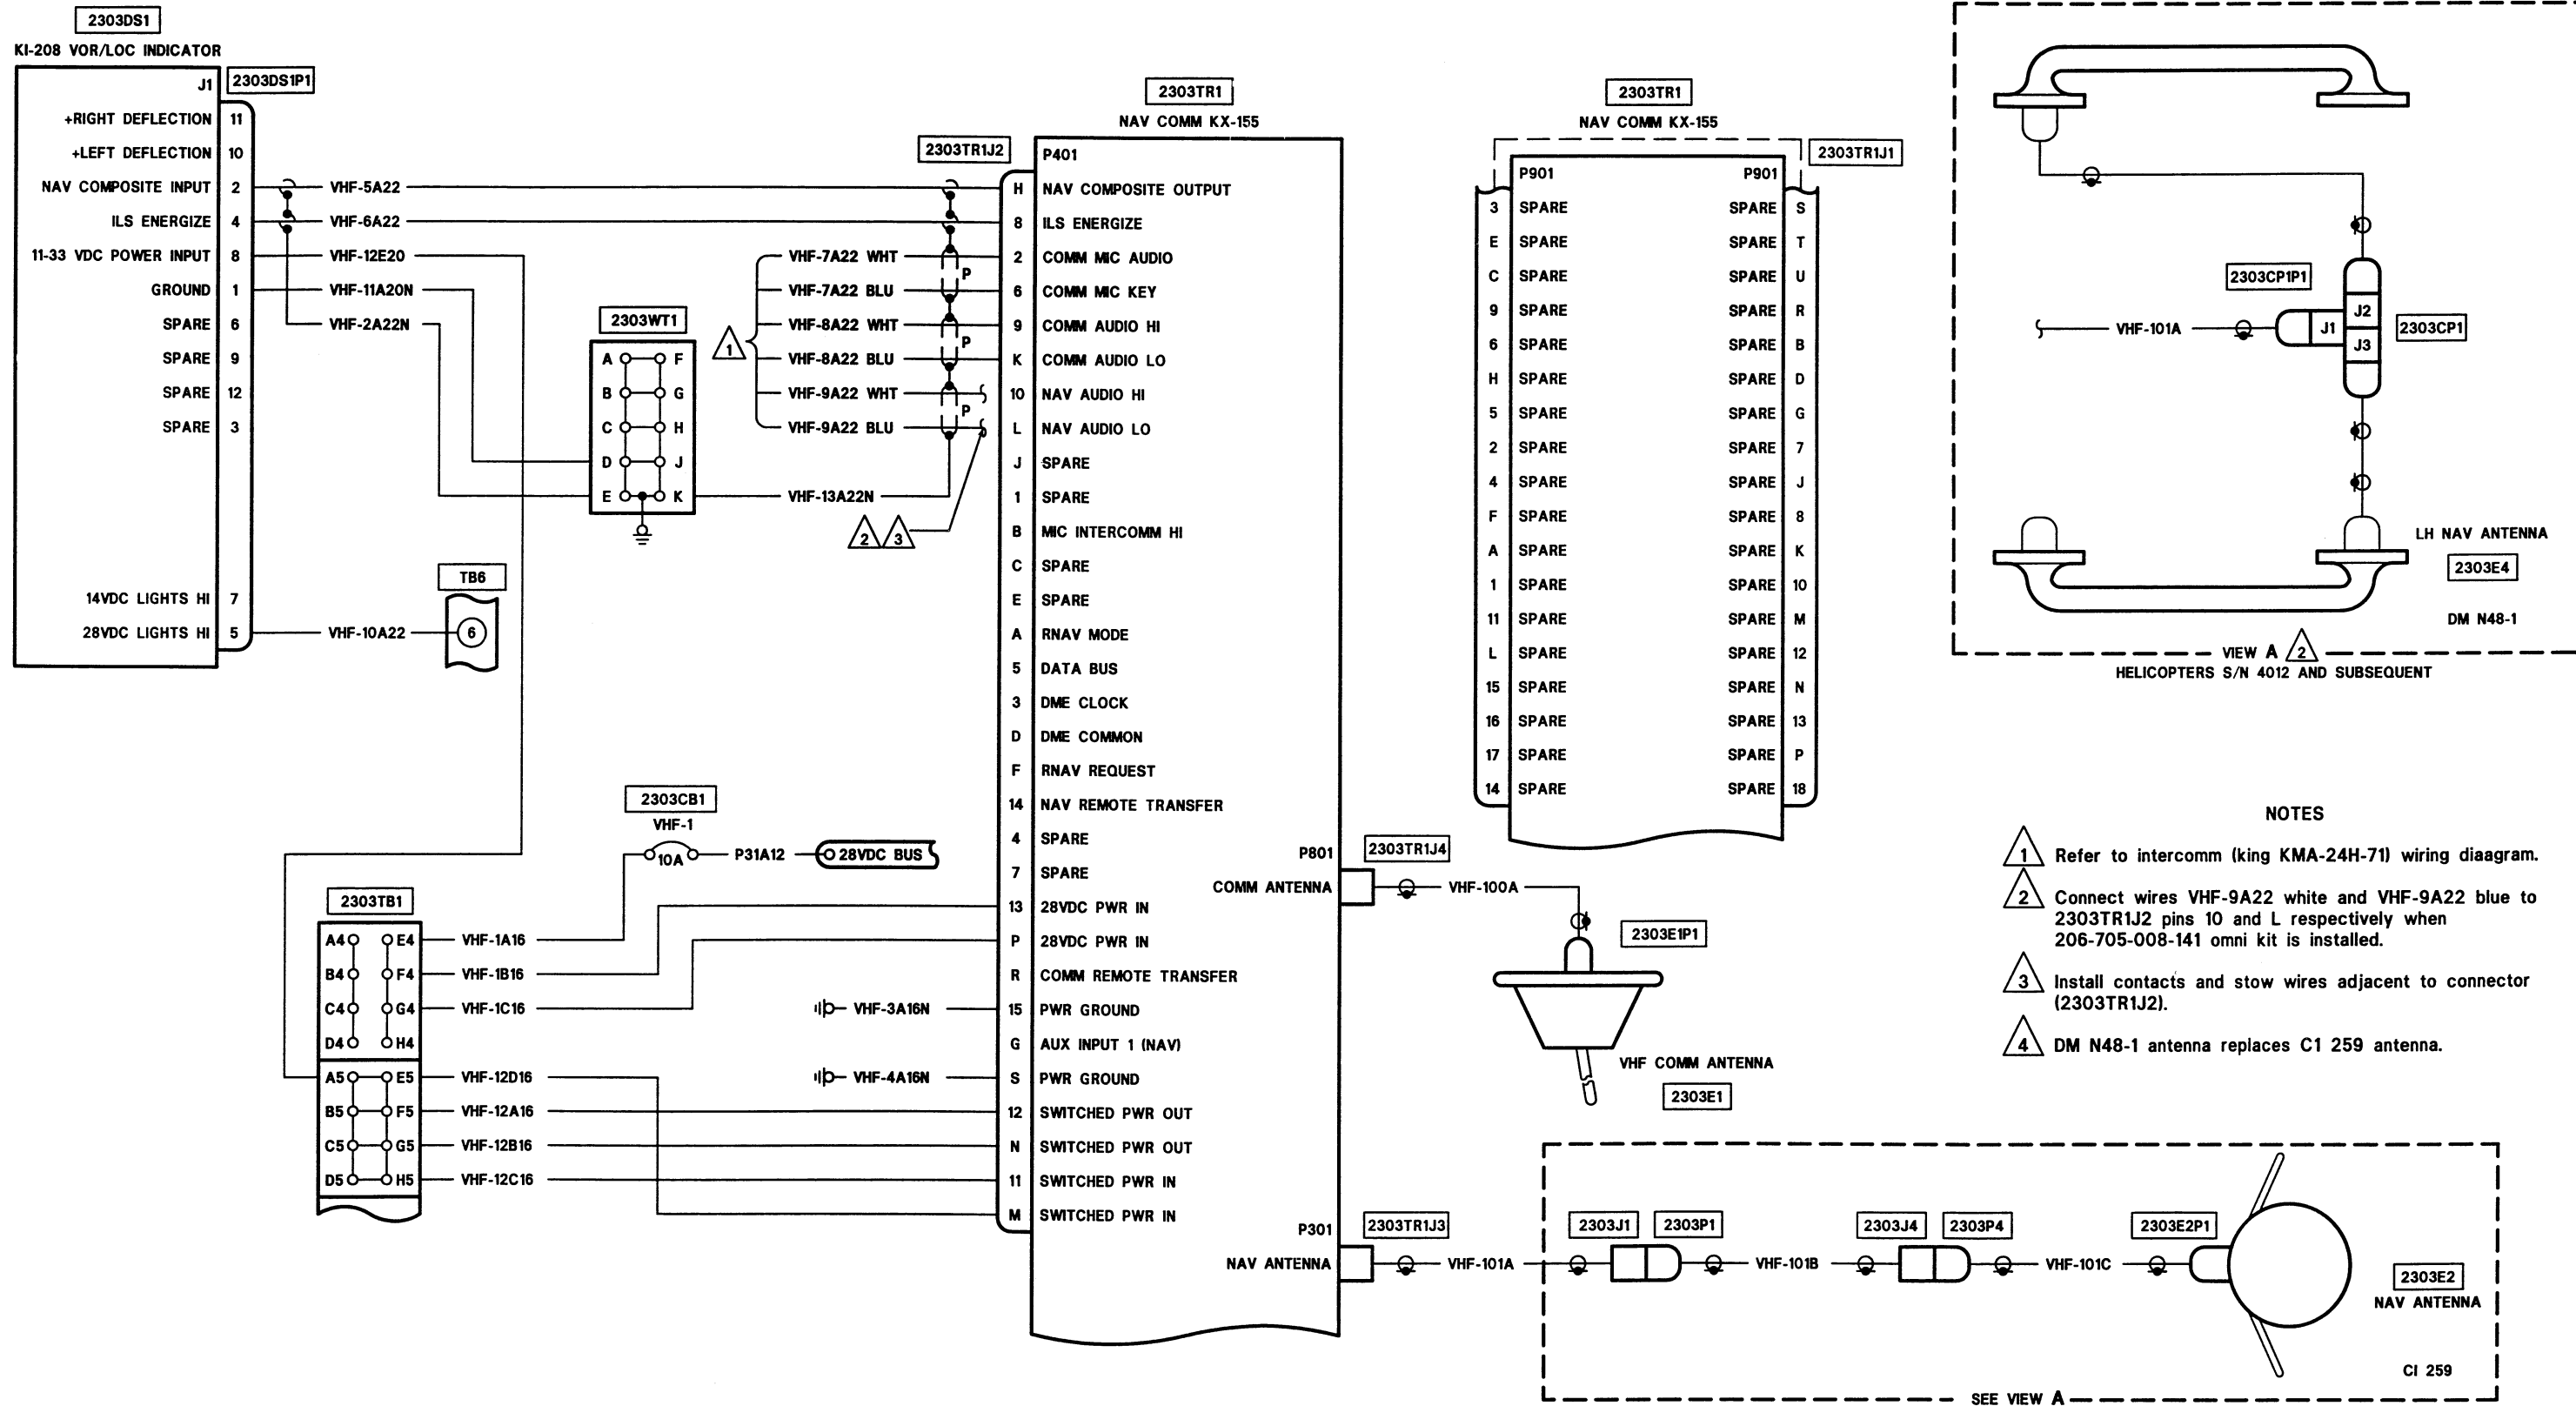 2303DS1
KI-208 VOR/LOC INDICATOR
J1
2303DS1P1
+RIGHT DEFLECTION 11
+LEFT DEFLECTION 10
NAV COMPOSITE INPUT 2
ILS ENERGIZE 4
11-33 VDC POWER INPUT 8
GROUND 1
SPARE 6
SPARE 9
SPARE 12
SPARE 3
14VDC LIGHTS HI 7
28VDC LIGHTS HI 5
VHF-5A22
VHF-6A22
VHF-12E20
VHF-11A20N
VHF-2A22N
VHF-10A22
TB6
6
2303WT1
A F
B G
C H
D J
E K
1
VHF-7A22 WHT
VHF-7A22 BLU
VHF-8A22 WHT
VHF-8A22 BLU
VHF-9A22 WHT
VHF-9A22 BLU
P
P
P
VHF-13A22N
2 3
2303CB1
VHF-1
10A
P31A12
28VDC BUS
2303TB1
A4 E4
B4 F4
C4 G4
D4 H4
A5 E5
B5 F5
C5 G5
D5 H5
VHF-1A16
VHF-1B16
VHF-1C16
VHF-12D16
VHF-12A16
VHF-12B16
VHF-12C16
VHF-3A16N
VHF-4A16N
2303TR1
NAV COMM KX-155
2303TR1J2
P401
H NAV COMPOSITE OUTPUT
8 ILS ENERGIZE
2 COMM MIC AUDIO
6 COMM MIC KEY
9 COMM AUDIO HI
K COMM AUDIO LO
10 NAV AUDIO HI
L NAV AUDIO LO
J SPARE
1 SPARE
B MIC INTERCOMM HI
C SPARE
E SPARE
A RNAV MODE
5 DATA BUS
3 DME CLOCK
D DME COMMON
F RNAV REQUEST
14 NAV REMOTE TRANSFER
4 SPARE
7 SPARE
13 28VDC PWR IN
P 28VDC PWR IN
R COMM REMOTE TRANSFER
15 PWR GROUND
G AUX INPUT 1 (NAV)
S PWR GROUND
12 SWITCHED PWR OUT
N SWITCHED PWR OUT
11 SWITCHED PWR IN
M SWITCHED PWR IN
P801
COMM ANTENNA
2303TR1J4
VHF-100A
2303E1P1
VHF COMM ANTENNA
2303E1
P301
NAV ANTENNA
2303TR1J3
VHF-101A
2303J1 2303P1
VHF-101B
2303J4 2303P4
VHF-101C
2303E2P1
2303E2
NAV ANTENNA
CI 259
SEE VIEW A
2303TR1
NAV COMM KX-155
2303TR1J1
P901 P901
3 SPARE SPARE S
E SPARE SPARE T
C SPARE SPARE U
9 SPARE SPARE R
6 SPARE SPARE B
H SPARE SPARE D
5 SPARE SPARE G
2 SPARE SPARE 7
4 SPARE SPARE J
F SPARE SPARE 8
A SPARE SPARE K
1 SPARE SPARE 10
11 SPARE SPARE M
L SPARE SPARE 12
15 SPARE SPARE N
16 SPARE SPARE 13
17 SPARE SPARE P
14 SPARE SPARE 18
2303CP1P1
VHF-101A
J1
J2
J3
2303CP1
LH NAV ANTENNA
2303E4
DM N48-1
VIEW A 2
HELICOPTERS S/N 4012 AND SUBSEQUENT
NOTES
1 Refer to intercomm (king KMA-24H-71) wiring diaagram.
2 Connect wires VHF-9A22 white and VHF-9A22 blue to
2303TR1J2 pins 10 and L respectively when
206-705-008-141 omni kit is installed.
3 Install contacts and stow wires adjacent to connector
(2303TR1J2).
4 DM N48-1 antenna replaces C1 259 antenna.